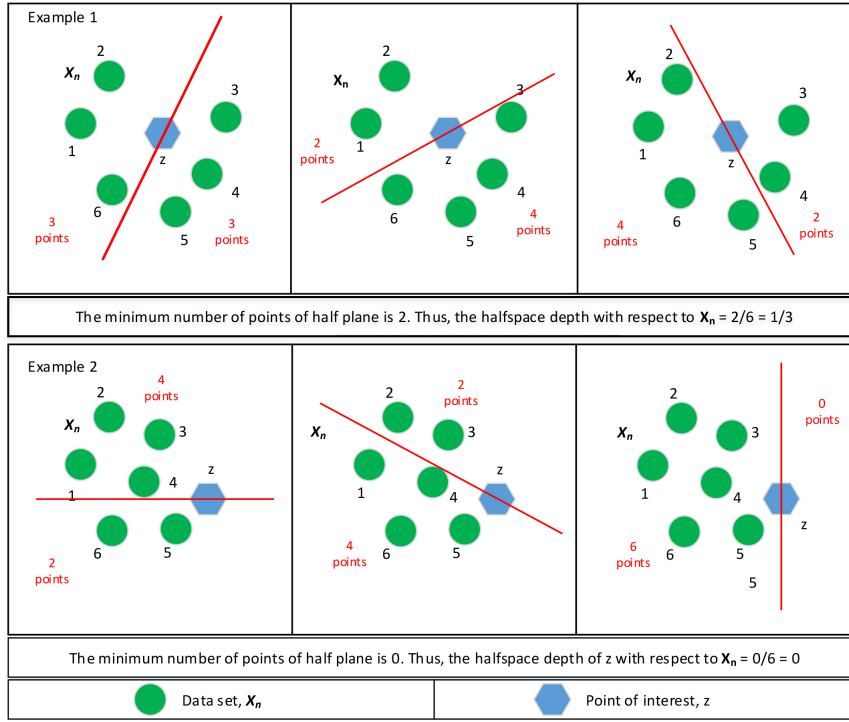 Example 1
2
Xn
3
1
z
4
6
5
3
points
3
points
2
Xn
3
1
2
points
z
4
6
5
4
points
2
Xn
3
1
z
4
6
5
4
points
2
points
The minimum number of points of half plane is 2. Thus, the halfspace depth with respect to Xn = 2/6 = 1/3
Example 2
4
points
2
Xn
3
z
1
4
6
5
2
points
2
points
2
Xn
3
z
1
4
4
points
6
5
0
points
2
Xn
3
1
4
z
6
points
6
5
5
The minimum number of points of half plane is 0. Thus, the halfspace depth of z with respect to Xn = 0/6 = 0
Data set, Xn
Point of interest, z